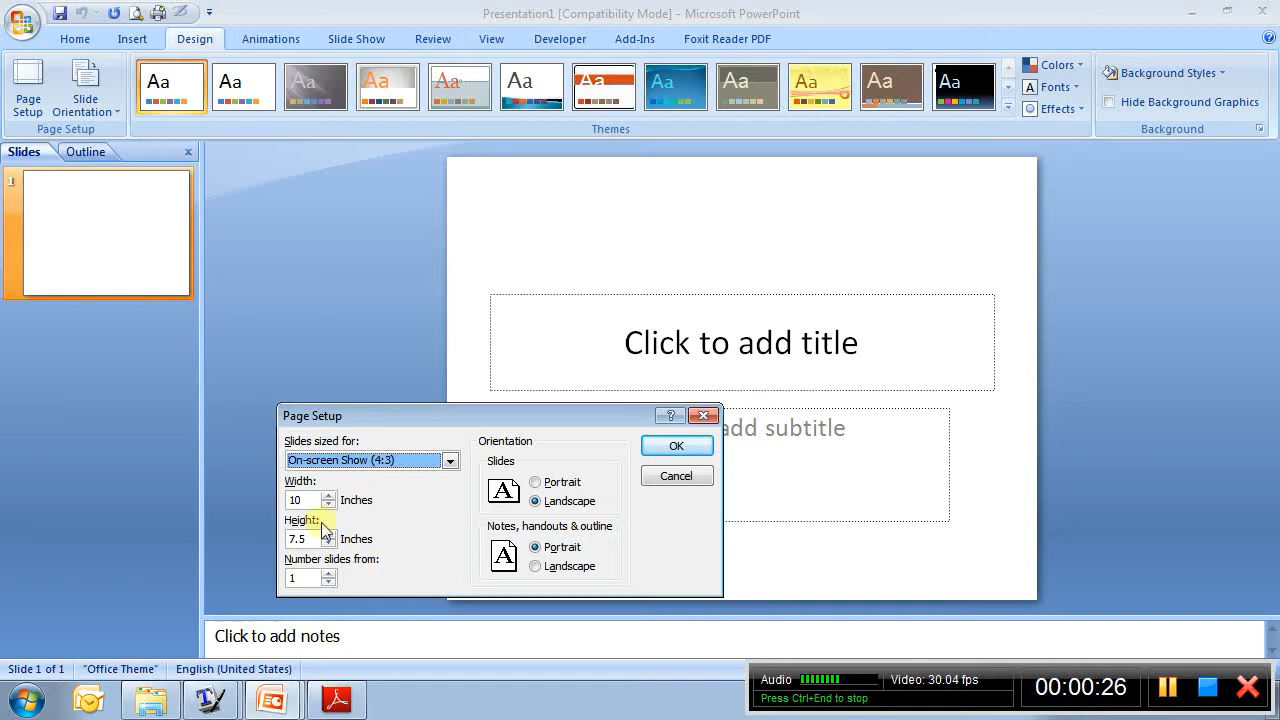 Presentation1 [Compatibility Mode] - Microsoft PowerPoint
Home Insert Design Animations Slide Show Review View Developer Add-Ins Foxit Reader PDF
Page Setup
Slide Orientation
Page Setup
Aa Aa Aa Aa Aa Aa Aa Aa Aa Aa Aa Aa
Themes
Colors
Fonts
Effects
Background Styles
Hide Background Graphics
Background
Slides Outline
1
Click to add title
add subtitle
Page Setup
Slides sized for:
On-screen Show (4:3)
Width:
10 Inches
Height:
7.5 Inches
Number slides from:
1
Orientation
Slides
A
Portrait
Landscape
Notes, handouts & outline
A
Portrait
Landscape
OK
Cancel
Click to add notes
Slide 1 of 1 "Office Theme" English (United States)
Audio Video: 30.04 fps
Press Ctrl+End to stop
00:00:26